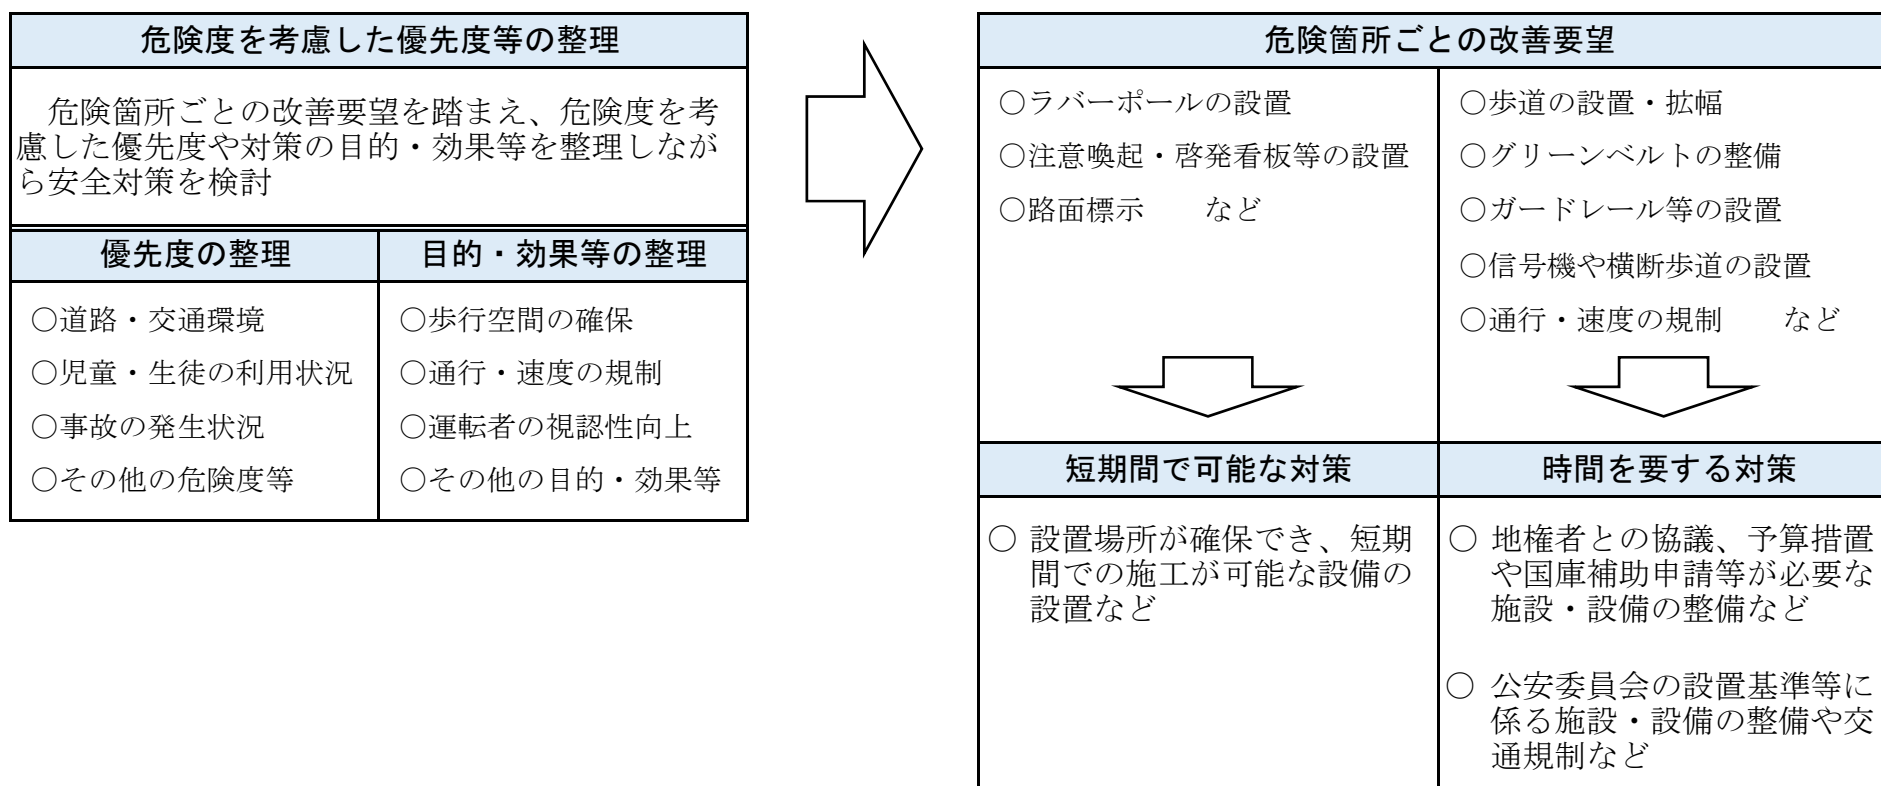 危険度を考慮した優先度等の整理
　危険箇所ごとの改善要望を踏まえ、危険度を考
慮した優先度や対策の目的・効果等を整理しなが
ら安全対策を検討
優先度の整理
○道路・交通環境
○児童・生徒の利用状況
○事故の発生状況
○その他の危険度等
目的・効果等の整理
○歩行空間の確保
○通行・速度の規制
○運転者の視認性向上
○その他の目的・効果等
危険箇所ごとの改善要望
○ラバーポールの設置
○注意喚起・啓発看板等の設置
○路面標示　　など
○歩道の設置・拡幅
○グリーンベルトの整備
○ガードレール等の設置
○信号機や横断歩道の設置
○通行・速度の規制　　など
短期間で可能な対策
○ 設置場所が確保でき、短期
間での施工が可能な設備の
設置など
時間を要する対策
○ 地権者との協議、予算措置
や国庫補助申請等が必要な
施設・設備の整備など
○ 公安委員会の設置基準等に
係る施設・設備の整備や交
通規制など